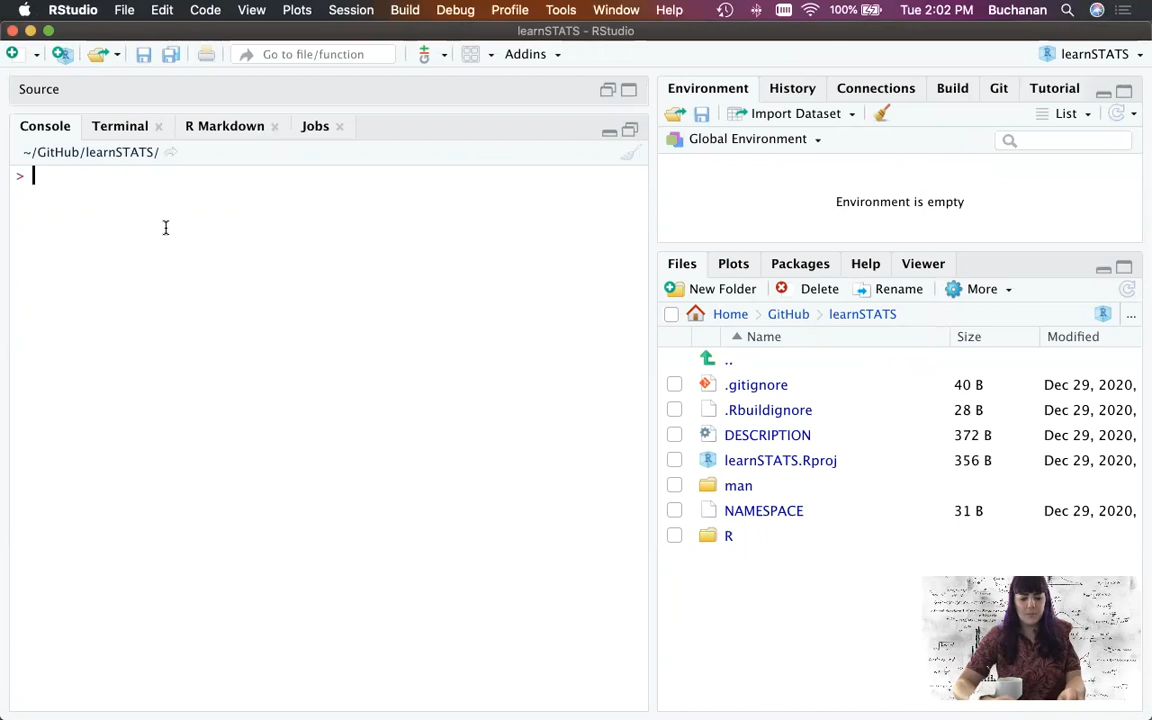 RStudio File Edit Code View Plots Session Build Debug Profile Tools Window Help 100% Tue 2:02 PM Buchanan
learnSTATS - RStudio
Go to file/function Addins learnSTATS
Source
Console Terminal R Markdown Jobs
~/GitHub/learnSTATS/
>
Environment History Connections Build Git Tutorial
Import Dataset List
Global Environment
Environment is empty
Files Plots Packages Help Viewer
New Folder Delete Rename More
Home GitHub learnSTATS ...
Name Size Modified
..
.gitignore 40 B Dec 29, 2020,
.Rbuildignore 28 B Dec 29, 2020,
DESCRIPTION 372 B Dec 29, 2020,
learnSTATS.Rproj 356 B Dec 29, 2020,
man
NAMESPACE 31 B Dec 29, 2020,
R